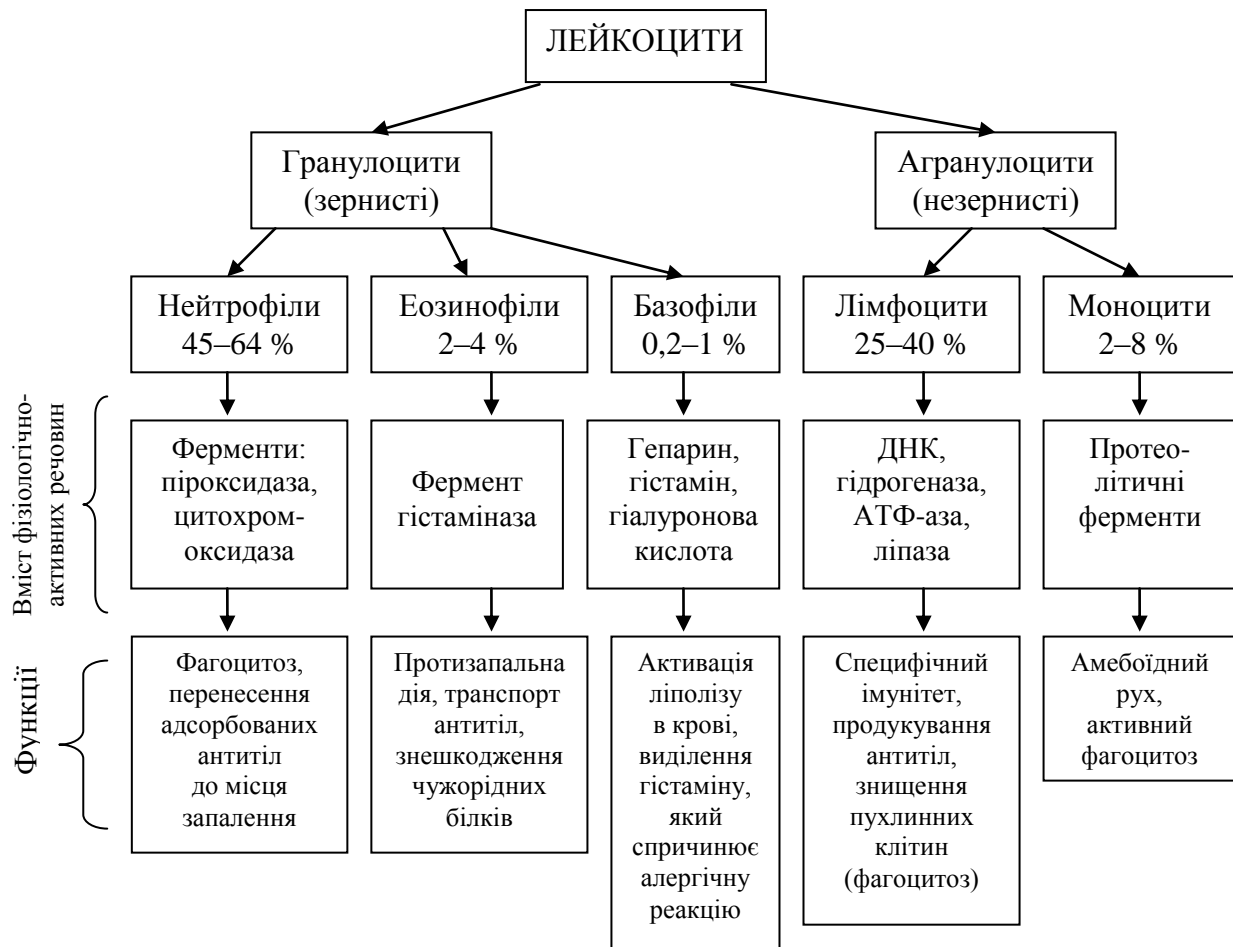 ЛЕЙКОЦИТИ
Гранулоцити
(зернисті)
Агранулоцити
(незернисті)
Нейтрофіли
45–64 %
Еозинофіли
2–4 %
Базофіли
0,2–1 %
Лімфоцити
25–40 %
Моноцити
2–8 %
Вміст фізіологічно-
активних речовин
Ферменти:
піроксидаза,
цитохром-
оксидаза
Фермент
гістаміназа
Гепарин,
гістамін,
гіалуронова
кислота
ДНК,
гідрогеназа,
АТФ-аза,
ліпаза
Протео-
літичні
ферменти
Функції
Фагоцитоз,
перенесення
адсорбованих
антитіл
до місця
запалення
Протизапальна
дія, транспорт
антитіл,
знешкодження
чужорідних
білків
Активація
ліполізу
в крові,
виділення
гістаміну,
який
спричинює
алергічну
реакцію
Специфічний
імунітет,
продукування
антитіл,
знищення
пухлинних
клітин
(фагоцитоз)
Амебоїдний
рух,
активний
фагоцитоз